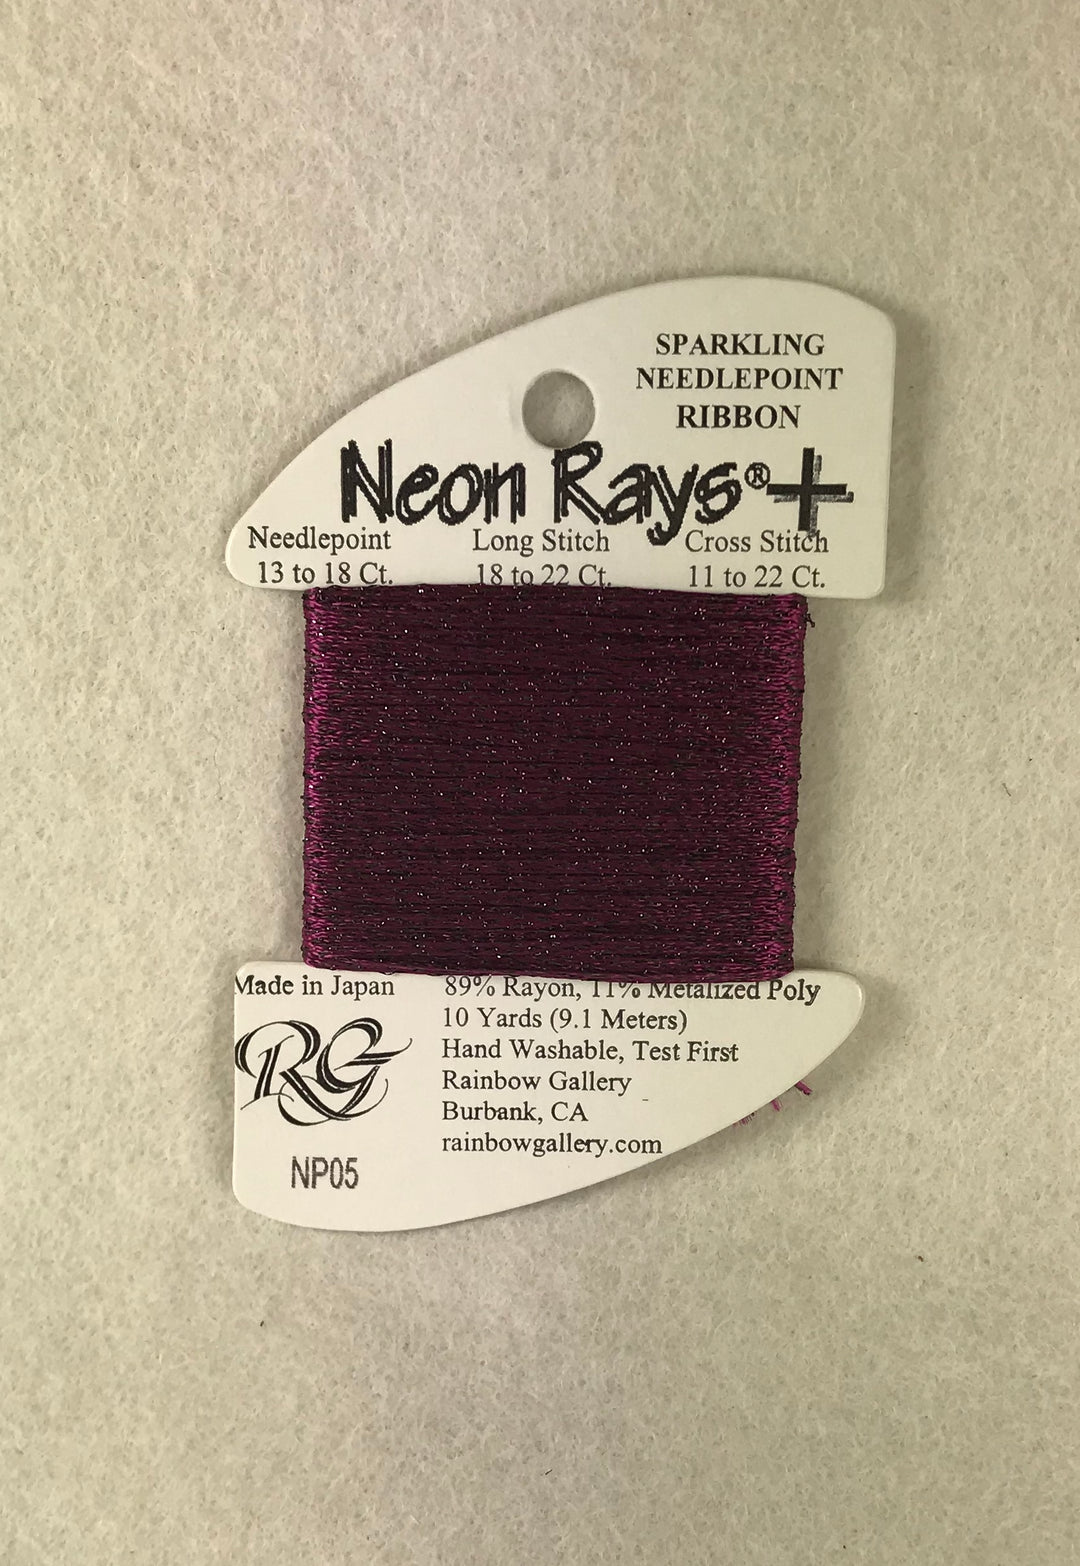 SPARKLING
NEEDLEPOINT
RIBBON
Neon Rays®+
Needlepoint Long Stitch Cross Stitch
13 to 18 Ct. 18 to 22 Ct. 11 to 22 Ct.
Made in Japan
RG
NP05
89% Rayon, 11% Metalized Poly
10 Yards (9.1 Meters)
Hand Washable, Test First
Rainbow Gallery
Burbank, CA
rainbowgallery.com